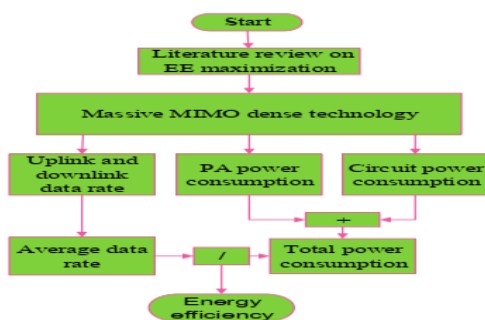 Start
Literature review on
EE maximization
Massive MIMO dense technology
Uplink and
downlink data
rate
PA power
consumption
Circuit power
consumption
+
Average data
rate
/
Total power
consumption
Energy
efficiency